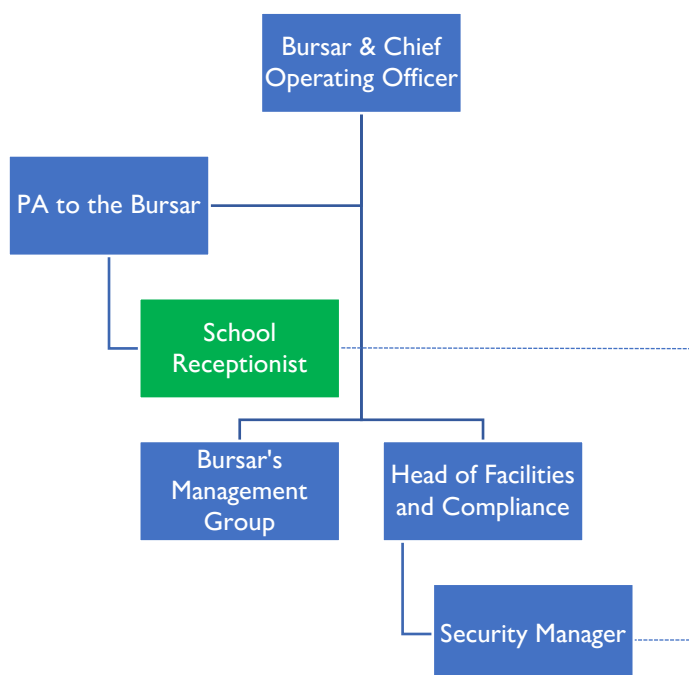 Bursar & Chief
Operating Officer
PA to the Bursar
School
Receptionist
Bursar's
Management
Group
Head of Facilities
and Compliance
Security Manager